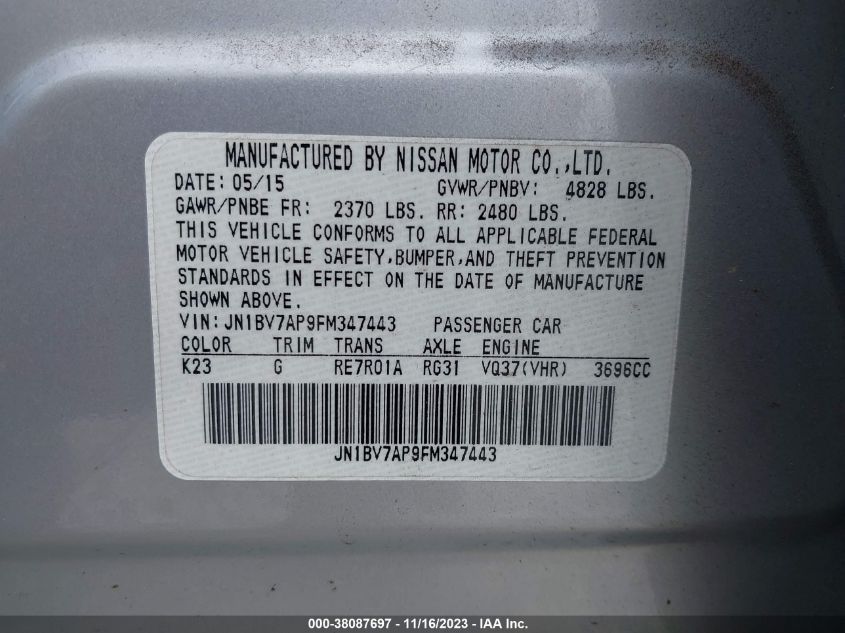 MANUFACTURED BY NISSAN MOTOR CO.,LTD.
DATE: 05/15 GVWR/PNBV: 4828 LBS.
GAWR/PNBE FR: 2370 LBS. RR: 2480 LBS.
THIS VEHICLE CONFORMS TO ALL APPLICABLE FEDERAL
MOTOR VEHICLE SAFETY,BUMPER,AND THEFT PREVENTION
STANDARDS IN EFFECT ON THE DATE OF MANUFACTURE
SHOWN ABOVE.
VIN: JN1BV7AP9FM347443 PASSENGER CAR
COLOR TRIM TRANS AXLE ENGINE
K23 G RE7R01A RG31 VQ37(VHR) 3696CC
JN1BV7AP9FM347443
000-38087697 - 11/16/2023 - IAA Inc.